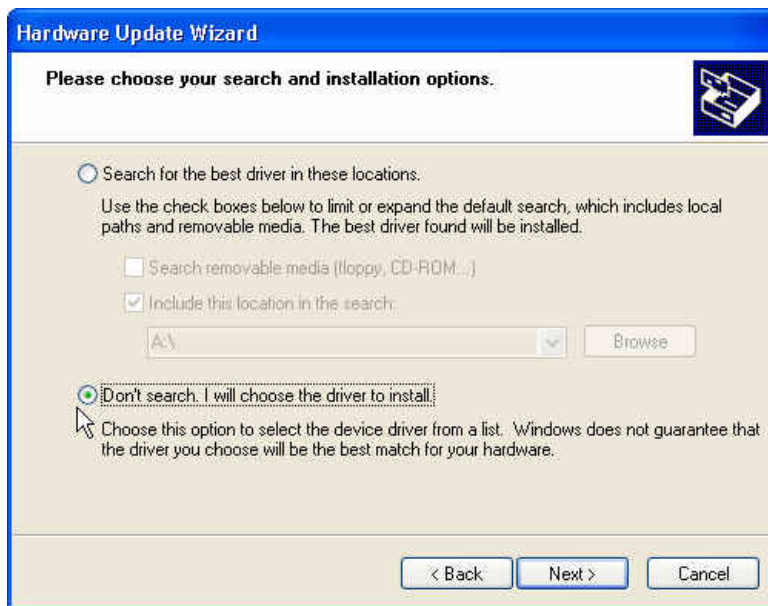 Hardware Update Wizard
Please choose your search and installation options.
Search for the best driver in these locations.
Use the check boxes below to limit or expand the default search, which includes local
paths and removable media. The best driver found will be installed.
Search removable media (floppy, CD-ROM...)
Include this location in the search:
A:\
Browse
Don't search. I will choose the driver to install.
Choose this option to select the device driver from a list. Windows does not guarantee that
the driver you choose will be the best match for your hardware.
< Back Next > Cancel